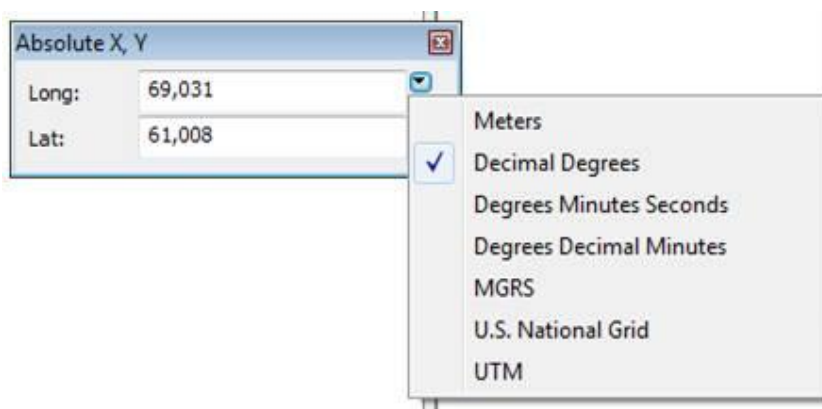 Absolute X, Y
Long: 69,031
Lat: 61,008
Meters
Decimal Degrees
Degrees Minutes Seconds
Degrees Decimal Minutes
MGRS
U.S. National Grid
UTM